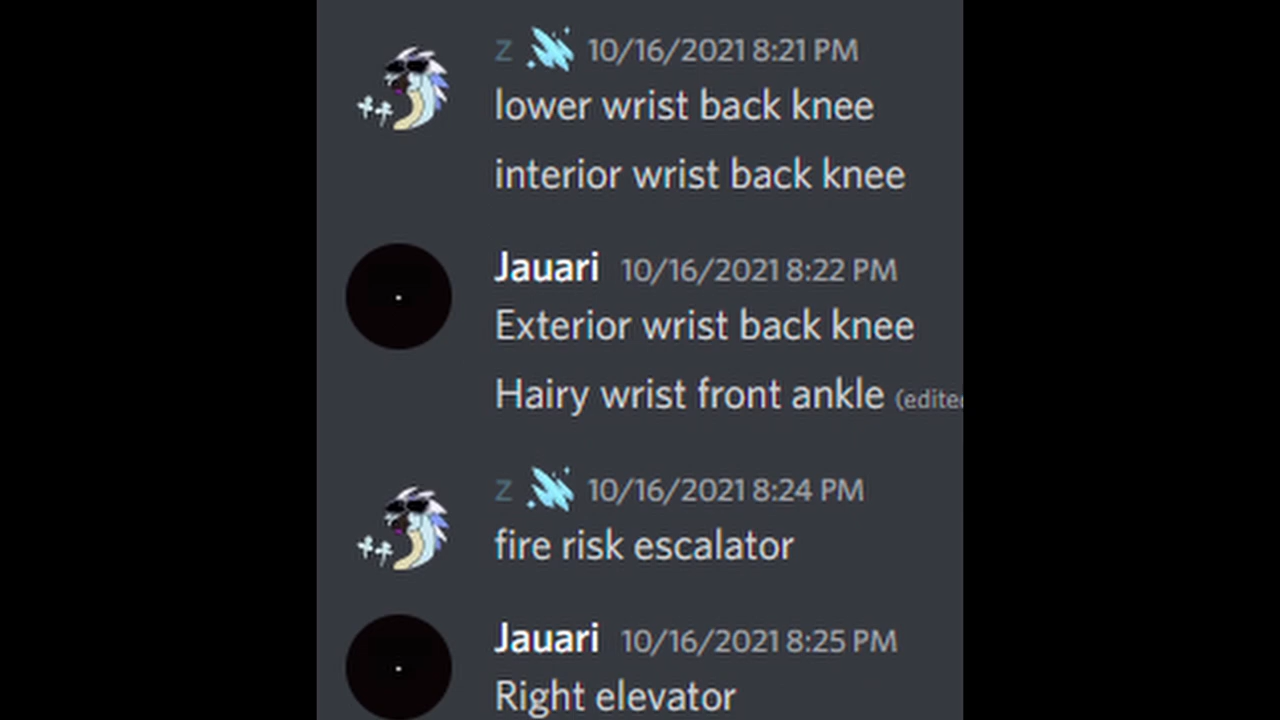 z 10/16/2021 8:21 PM
lower wrist back knee
interior wrist back knee
Jauari 10/16/2021 8:22 PM
Exterior wrist back knee
Hairy wrist front ankle (edite
z 10/16/2021 8:24 PM
fire risk escalator
Jauari 10/16/2021 8:25 PM
Right elevator